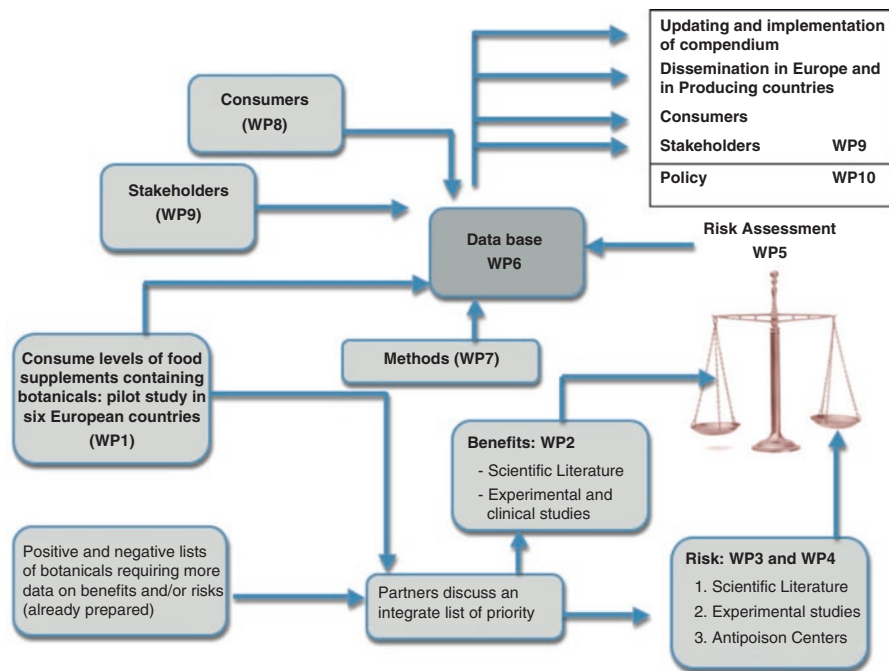 Updating and implementation
of compendium
Dissemination in Europe and
in Producing countries
Consumers
Stakeholders WP9
Policy WP10
Consumers
(WP8)
Stakeholders
(WP9)
Data base
WP6
Risk Assessment
WP5
Methods (WP7)
Consume levels of food
supplements containing
botanicals: pilot study in
six European countries
(WP1)
Benefits: WP2
- Scientific Literature
- Experimental and
clinical studies
Positive and negative lists
of botanicals requiring more
data on benefits and/or risks
(already prepared)
Partners discuss an
integrate list of priority
Risk: WP3 and WP4
1. Scientific Literature
2. Experimental studies
3. Antipoison Centers